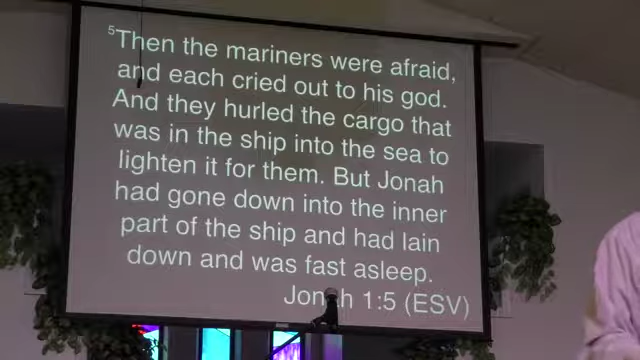 5Then the mariners were afraid,
and each cried out to his god.
And they hurled the cargo that
was in the ship into the sea to
lighten it for them. But Jonah
had gone down into the inner
part of the ship and had lain
down and was fast asleep.
Jonah 1:5 (ESV)